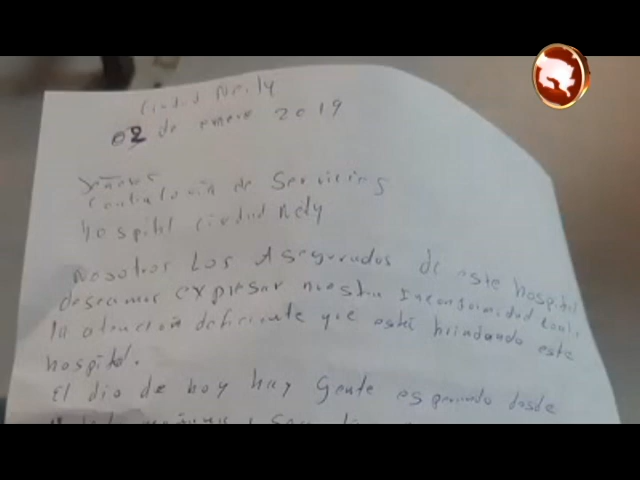 Ciudad Neily
02 de enero 2019
Señores
Contraloría de Servicios
hospital ciudad Nely
Nosotros Los Asegurados de este hospital
deseamos expresar nuestra Inconformidad contra
la atención deficiente que está brindando este
hospital.
El día de hoy hay Gente esperando desde